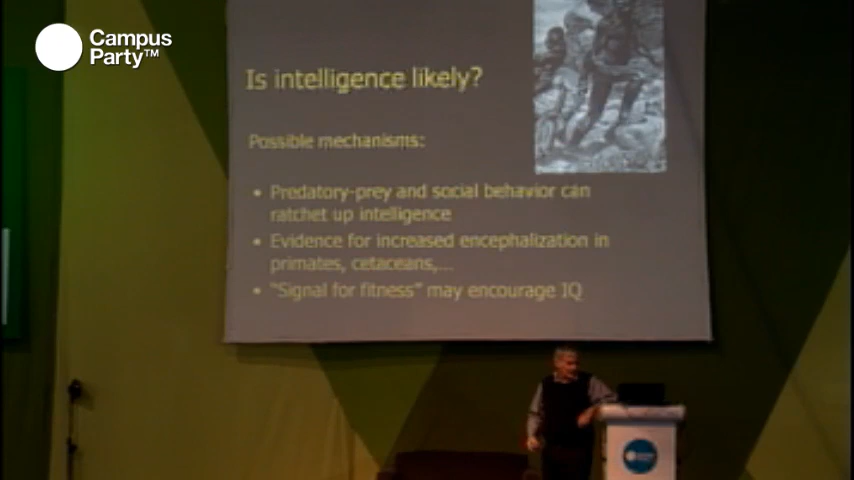 Campus
Party™
Is intelligence likely?
Possible mechanisms:
• Predatory-prey and social behavior can
ratchet up intelligence
• Evidence for increased encephalization in
primates, cetaceans,...
• "Signal for fitness" may encourage IQ